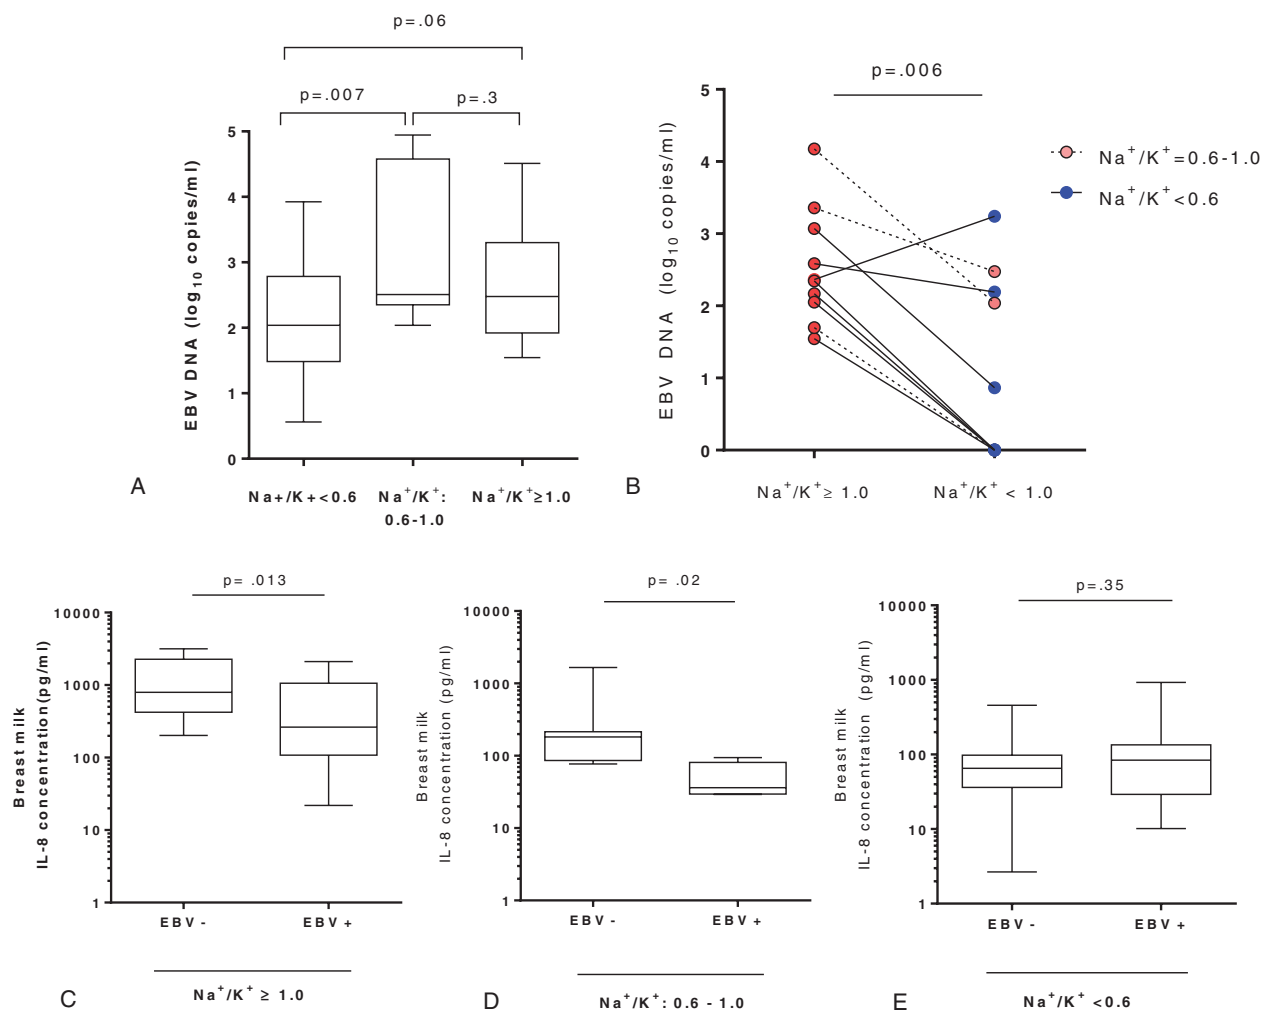 p=.06
p=.007
p=.3
EBV DNA (log10 copies/ml)
5
4
3
2
1
0
Na+/K+<0.6
Na+/K+:
0.6-1.0
Na+/K+≥1.0
A
p=.006
EBV DNA (log10 copies/ml)
5
4
3
2
1
0
Na+/K+≥ 1.0
Na+/K+ < 1.0
Na+/K+=0.6-1.0
Na+/K+<0.6
B
p= .013
Breast milk
IL-8 concentration(pg/ml)
10000
1000
100
10
1
EBV -
EBV +
Na+/K+ ≥ 1.0
C
p= .02
Breast milk
IL-8 concentration (pg/ml)
10000
1000
100
10
1
EBV -
EBV +
Na+/K+: 0.6 - 1.0
D
p=.35
Breast milk
IL-8 concentration (pg/ml)
10000
1000
100
10
1
EBV -
EBV +
Na+/K+ <0.6
E